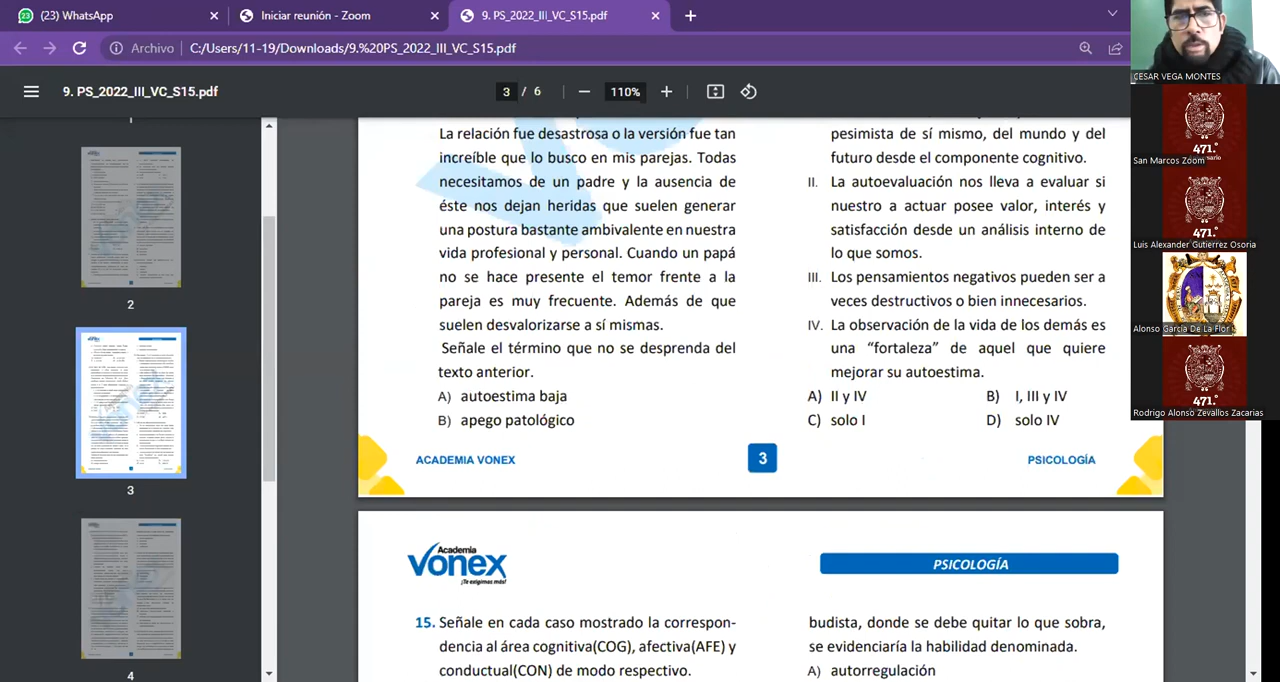 (23) WhatsApp
Iniciar reunión - Zoom
9. PS_2022_III_VC_S15.pdf
Archivo
C:/Users/11-19/Downloads/9.%20PS_2022_III_VC_S15.pdf
9. PS_2022_III_VC_S15.pdf
3 / 6
110%
1
2
3
4
La relación fue desastrosa o la versión fue tan
increíble que lo busco en mis parejas. Todas
necesitamos de un padre y la ausencia de
éste nos dejan heridas que suelen generar
una postura bastante ambivalente en nuestra
vida profesional y personal. Cuando un papá
no se hace presente el temor frente a la
pareja es muy frecuente. Además de que
suelen desvalorizarse a sí mismas.
Señale el término que no se desprenda del
texto anterior.
A) autoestima baja
B) apego patológico
pesimista de sí mismo, del mundo y del
futuro desde el componente cognitivo.
II. La autoevaluación nos lleva a evaluar si
nuestro a actuar posee valor, interés y
satisfacción desde un análisis interno de
lo que somos.
III. Los pensamientos negativos pueden ser a
veces destructivos o bien innecesarios.
IV. La observación de la vida de los demás es
una “fortaleza” de aquel que quiere
mejorar su autoestima.
A) II y IV
B) I, III y IV
C) solo I
D) solo IV
ACADEMIA VONEX
3
PSICOLOGÍA
Academia
Vonex
¡Te exigimos más!
PSICOLOGÍA
15. Señale en cada caso mostrado la correspon-
dencia al área cognitiva(COG), afectiva(AFE) y
conductual(CON) de modo respectivo.
budista, donde se debe quitar lo que sobra,
se evidenciaría la habilidad denominada.
A) autorregulación
CESAR VEGA MONTES
471.°
San Marcos Zoom
471.°
Luis Alexander Gutierrez Osoria
Alonso García De La Flor
471.°
Rodrigo Alonso Zevallos Zacarias